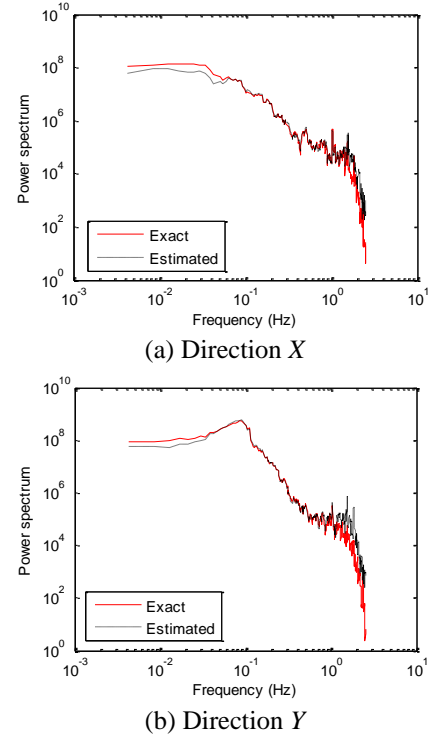 10^10
10^8
10^6
10^4
10^2
10^0
Power spectrum
Exact
Estimated
10^-3 10^-2 10^-1 10^0 10^1
Frequency (Hz)
(a) Direction X
10^10
10^8
10^6
10^4
10^2
10^0
Power spectrum
Exact
Estimated
10^-3 10^-2 10^-1 10^0 10^1
Frequency (Hz)
(b) Direction Y